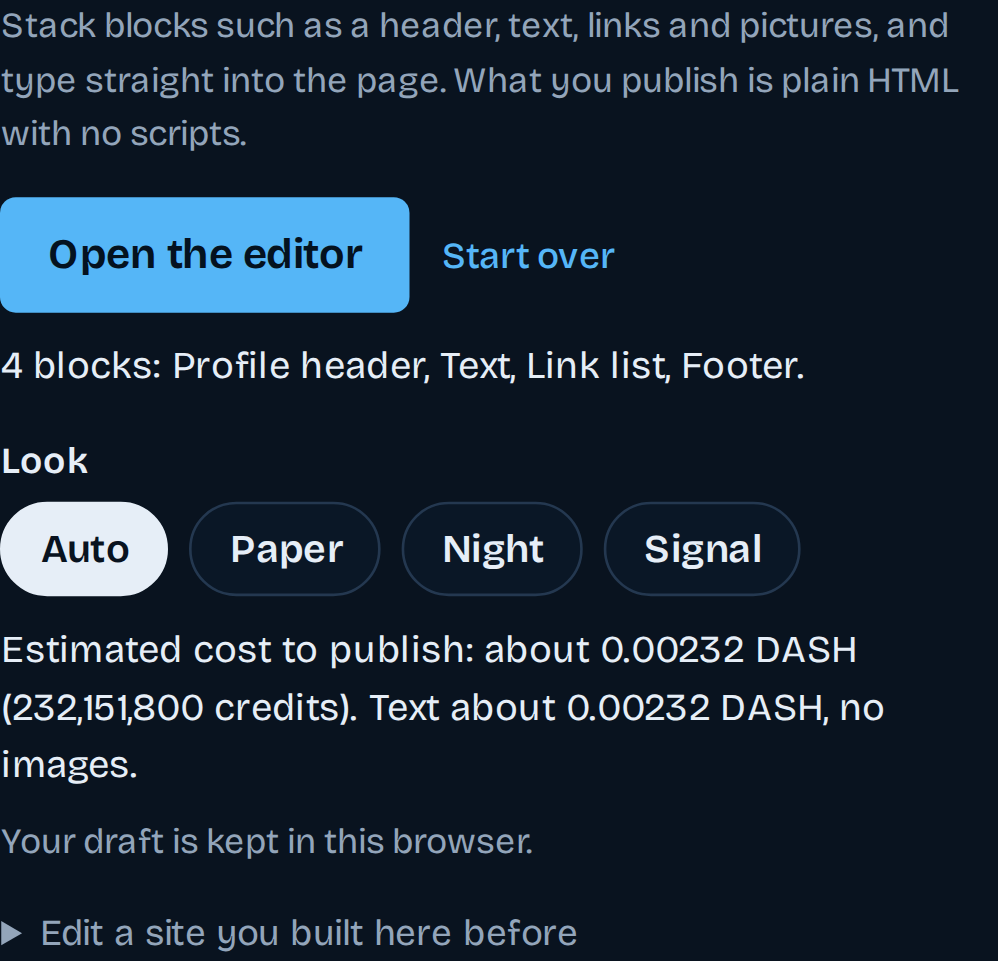 Stack blocks such as a header, text, links and pictures, and
type straight into the page. What you publish is plain HTML
with no scripts.
Open the editor
Start over
4 blocks: Profile header, Text, Link list, Footer.
Look
Auto
Paper
Night
Signal
Estimated cost to publish: about 0.00232 DASH
(232,151,800 credits). Text about 0.00232 DASH, no
images.
Your draft is kept in this browser.
Edit a site you built here before